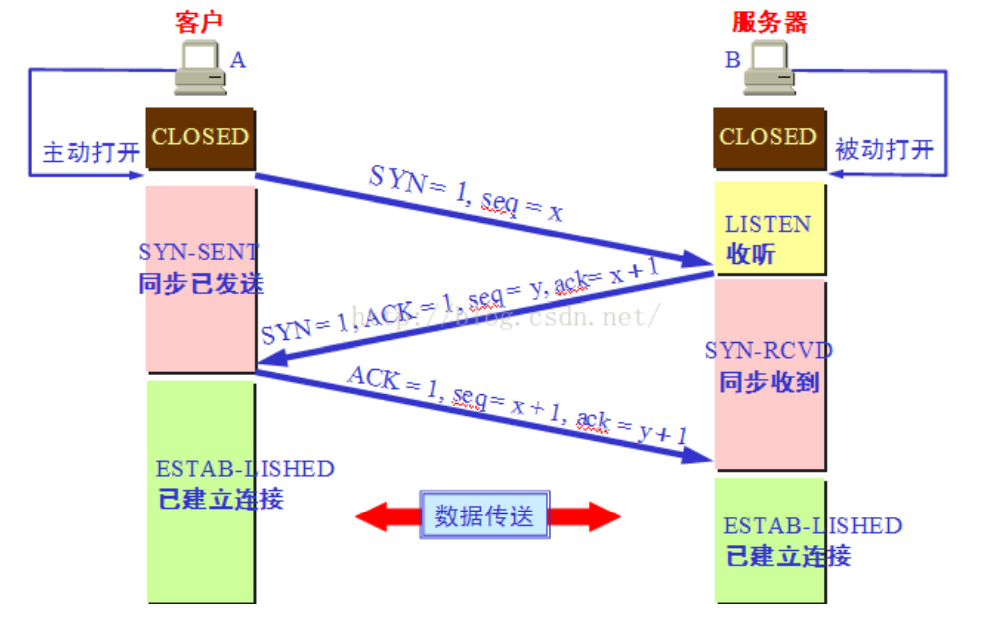 客户
服务器
A
B
CLOSED
CLOSED
主动打开
被动打开
SYN = 1, seq = x
LISTEN
收听
SYN-SENT
同步已发送
SYN = 1, ACK = 1, seq = y, ack= x + 1
http://blog.csdn.net/
SYN-RCVD
同步收到
ACK = 1, seq = x + 1, ack = y + 1
ESTAB-LISHED
已建立连接
数据传送
ESTAB-LISHED
已建立连接